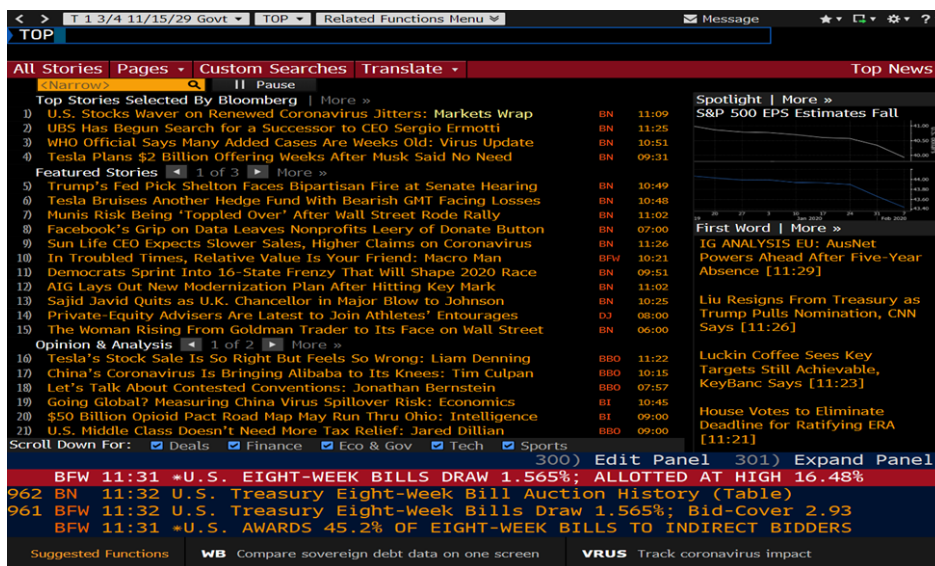 < > T 1 3/4 11/15/29 Govt TOP Related Functions Menu Message ?
TOP
All Stories Pages Custom Searches Translate Top News
<Narrow> Pause
Top Stories Selected By Bloomberg | More »
1) U.S. Stocks Waver on Renewed Coronavirus Jitters: Markets Wrap BN 11:09
2) UBS Has Begun Search for a Successor to CEO Sergio Ermotti BN 11:25
3) WHO Official Says Many Added Cases Are Weeks Old: Virus Update BN 10:51
4) Tesla Plans $2 Billion Offering Weeks After Musk Said No Need BN 09:31
Featured Stories 1 of 3 More »
5) Trump's Fed Pick Shelton Faces Bipartisan Fire at Senate Hearing BN 10:49
6) Tesla Bruises Another Hedge Fund With Bearish GMT Facing Losses BN 10:48
7) Munis Risk Being 'Toppled Over' After Wall Street Rode Rally BN 11:02
8) Facebook's Grip on Data Leaves Nonprofits Leery of Donate Button BN 07:00
9) Sun Life CEO Expects Slower Sales, Higher Claims on Coronavirus BN 11:26
10) In Troubled Times, Relative Value Is Your Friend: Macro Man BFW 10:21
11) Democrats Sprint Into 16-State Frenzy That Will Shape 2020 Race BN 09:51
12) AIG Lays Out New Modernization Plan After Hitting Key Mark BN 11:02
13) Sajid Javid Quits as U.K. Chancellor in Major Blow to Johnson BN 10:25
14) Private-Equity Advisers Are Latest to Join Athletes' Entourages DJ 08:00
15) The Woman Rising From Goldman Trader to Its Face on Wall Street BN 06:00
Opinion & Analysis 1 of 2 More »
16) Tesla's Stock Sale Is So Right But Feels So Wrong: Liam Denning BBO 11:22
17) China's Coronavirus Is Bringing Alibaba to Its Knees: Tim Culpan BBO 10:15
18) Let's Talk About Contested Conventions: Jonathan Bernstein BBO 07:57
19) Going Global? Measuring China Virus Spillover Risk: Economics BI 10:45
20) $50 Billion Opioid Pact Road Map May Run Thru Ohio: Intelligence BI 09:00
21) U.S. Middle Class Doesn't Need More Tax Relief: Jared Dillian BBO 09:00
Spotlight | More »
S&P 500 EPS Estimates Fall
41.00
40.50
40.00
44.00
43.60
43.40
20 27 3 10 17 24 31 7
Jan 2020 Feb 2020
First Word | More »
IG ANALYSIS EU: AusNet
Powers Ahead After Five-Year
Absence [11:29]
Liu Resigns From Treasury as
Trump Pulls Nomination, CNN
Says [11:26]
Luckin Coffee Sees Key
Targets Still Achievable,
KeyBanc Says [11:23]
House Votes to Eliminate
Deadline for Ratifying ERA
[11:21]
Scroll Down For: Deals Finance Eco & Gov Tech Sports
300) Edit Panel 301) Expand Panel
BFW 11:31 *U.S. EIGHT-WEEK BILLS DRAW 1.565%; ALLOTTED AT HIGH 16.48%
962 BN 11:32 U.S. Treasury Eight-Week Bill Auction History (Table)
961 BFW 11:32 U.S. Treasury Eight-Week Bills Draw 1.565%; Bid-Cover 2.93
BFW 11:31 *U.S. AWARDS 45.2% OF EIGHT-WEEK BILLS TO INDIRECT BIDDERS
Suggested Functions WB Compare sovereign debt data on one screen VRUS Track coronavirus impact